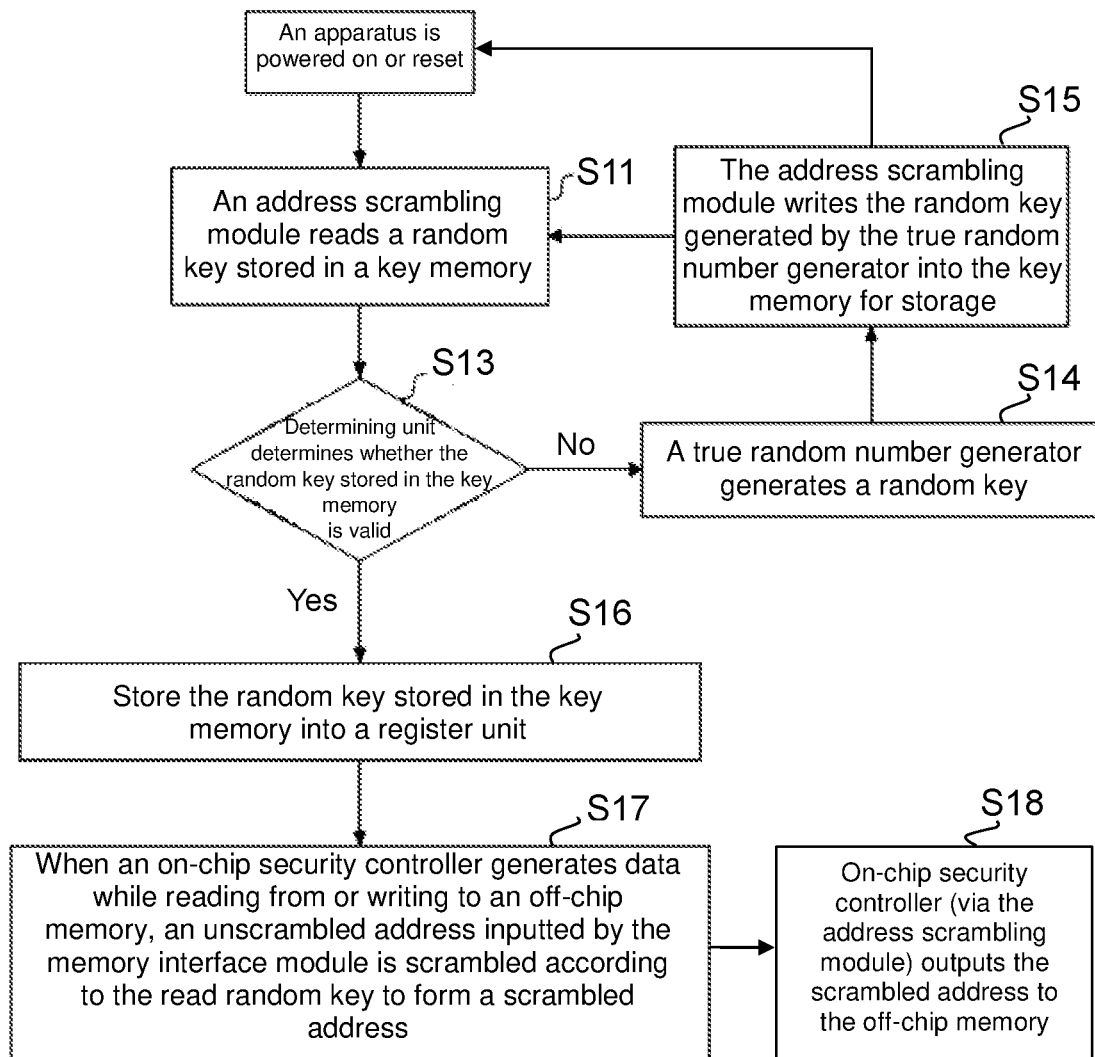 An apparatus is
powered on or reset
S11
An address scrambling
module reads a random
key stored in a key memory
S15
The address scrambling
module writes the random key
generated by the true random
number generator into the key
memory for storage
S13
Determining unit
determines whether the
random key stored in the key
memory
is valid
No
S14
A true random number generator
generates a random key
Yes
S16
Store the random key stored in the key
memory into a register unit
S17
When an on-chip security controller generates data
while reading from or writing to an off-chip
memory, an unscrambled address inputted by the
memory interface module is scrambled according
to the read random key to form a scrambled
address
S18
On-chip security
controller (via the
address scrambling
module) outputs the
scrambled address to
the off-chip memory